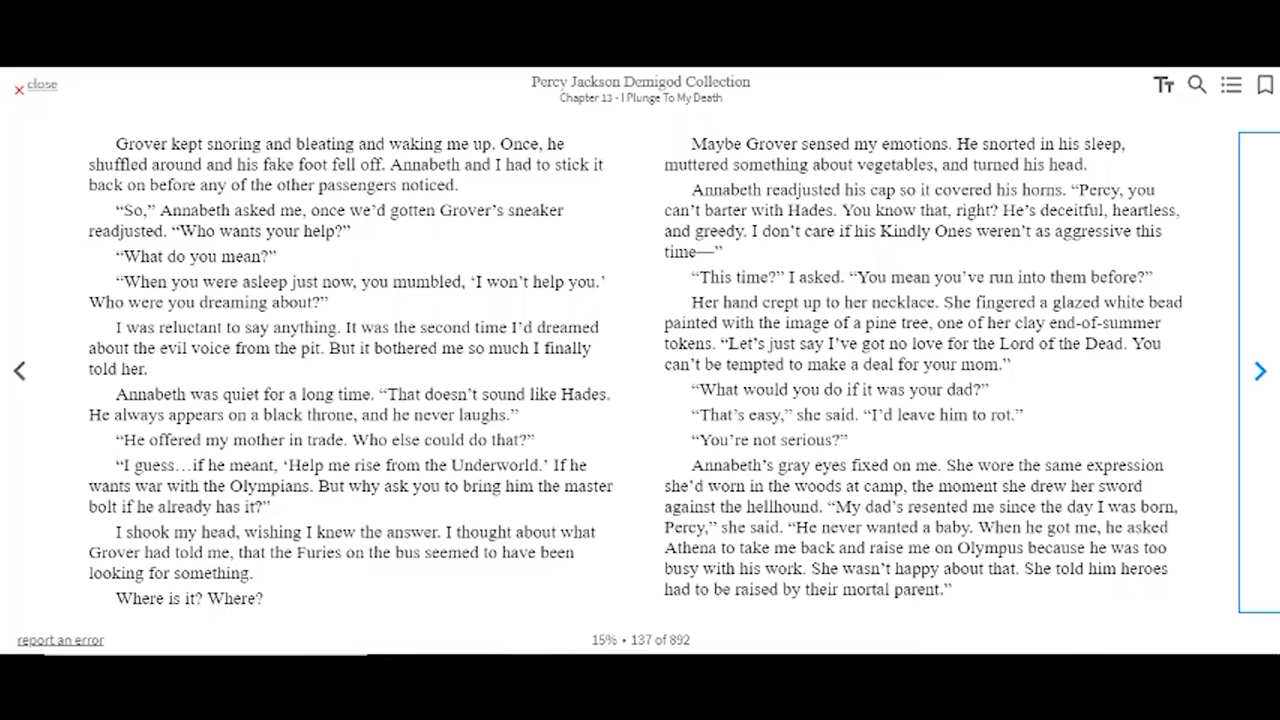 close
Percy Jackson Demigod Collection
Chapter 13 - I Plunge To My Death
Grover kept snoring and bleating and waking me up. Once, he
shuffled around and his fake foot fell off. Annabeth and I had to stick it
back on before any of the other passengers noticed.
“So,” Annabeth asked me, once we’d gotten Grover’s sneaker
readjusted. “Who wants your help?”
“What do you mean?”
“When you were asleep just now, you mumbled, ‘I won’t help you.’
Who were you dreaming about?”
I was reluctant to say anything. It was the second time I’d dreamed
about the evil voice from the pit. But it bothered me so much I finally
told her.
Annabeth was quiet for a long time. “That doesn’t sound like Hades.
He always appears on a black throne, and he never laughs.”
“He offered my mother in trade. Who else could do that?”
“I guess…if he meant, ‘Help me rise from the Underworld.’ If he
wants war with the Olympians. But why ask you to bring him the master
bolt if he already has it?”
I shook my head, wishing I knew the answer. I thought about what
Grover had told me, that the Furies on the bus seemed to have been
looking for something.
Where is it? Where?
Maybe Grover sensed my emotions. He snorted in his sleep,
muttered something about vegetables, and turned his head.
Annabeth readjusted his cap so it covered his horns. “Percy, you
can’t barter with Hades. You know that, right? He’s deceitful, heartless,
and greedy. I don’t care if his Kindly Ones weren’t as aggressive this
time—”
“This time?” I asked. “You mean you’ve run into them before?”
Her hand crept up to her necklace. She fingered a glazed white bead
painted with the image of a pine tree, one of her clay end-of-summer
tokens. “Let’s just say I’ve got no love for the Lord of the Dead. You
can’t be tempted to make a deal for your mom.”
“What would you do if it was your dad?”
“That’s easy,” she said. “I’d leave him to rot.”
“You’re not serious?”
Annabeth’s gray eyes fixed on me. She wore the same expression
she’d worn in the woods at camp, the moment she drew her sword
against the hellhound. “My dad’s resented me since the day I was born,
Percy,” she said. “He never wanted a baby. When he got me, he asked
Athena to take me back and raise me on Olympus because he was too
busy with his work. She wasn’t happy about that. She told him heroes
had to be raised by their mortal parent.”
report an error
15% • 137 of 892